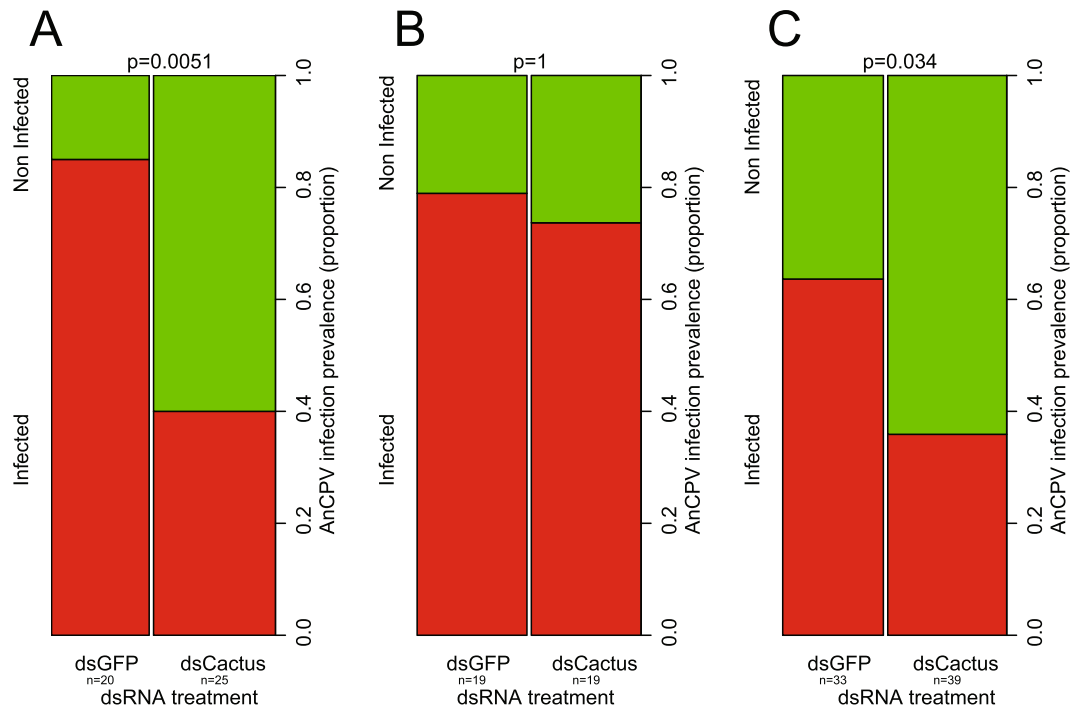 A
p=0.0051
Non Infected
Infected
1.0
0.8
0.6
0.4
0.2
0.0
AnCPV infection prevalence (proportion)
dsGFP dsCactus
n=20 n=25
dsRNA treatment
B
p=1
Non Infected
Infected
1.0
0.8
0.6
0.4
0.2
0.0
AnCPV infection prevalence (proportion)
dsGFP dsCactus
n=19 n=19
dsRNA treatment
C
p=0.034
Non Infected
Infected
1.0
0.8
0.6
0.4
0.2
0.0
AnCPV infection prevalence (proportion)
dsGFP dsCactus
n=33 n=39
dsRNA treatment